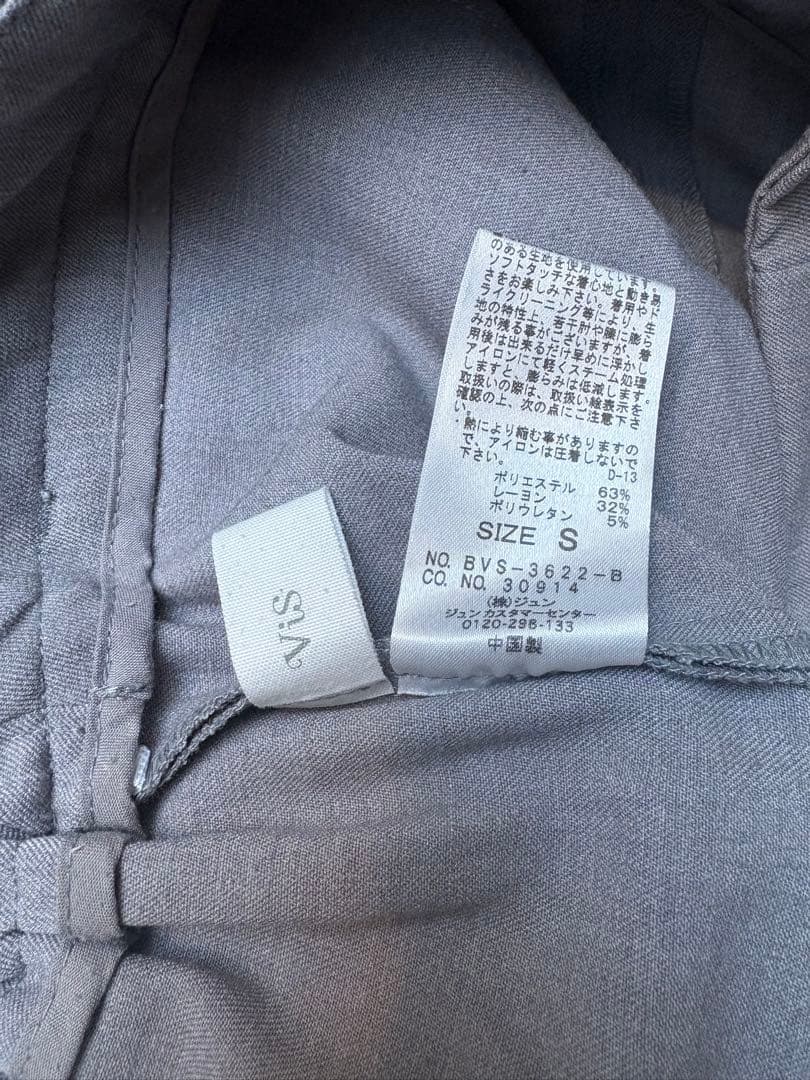 のある生地を使用しています。
ソフトタッチな着心地と動き易
さをお楽しみ下さい。着用やド
ライクリーニング等により、生
地の特性上、若干肘や膝に膨ら
みが残る事がございますが、着
用後は出来るだけ早めに浮かし
アイロンにて軽くスチーム処理
しますと、膨らみは低減します。
取扱いの際は、取扱い絵表示を
確認の上、次の点にご注意下さ
い。
・熱により縮む事がありますの
で、アイロンは圧着しないで
下さい。
D-13
ポリエステル 63%
レーヨン 32%
ポリウレタン 5%
SIZE S
NO. BVS-3622-B
CO. NO. 30914
(株)ジュン
ジュン カスタマーセンター
0120-298-133
中国製
ViS